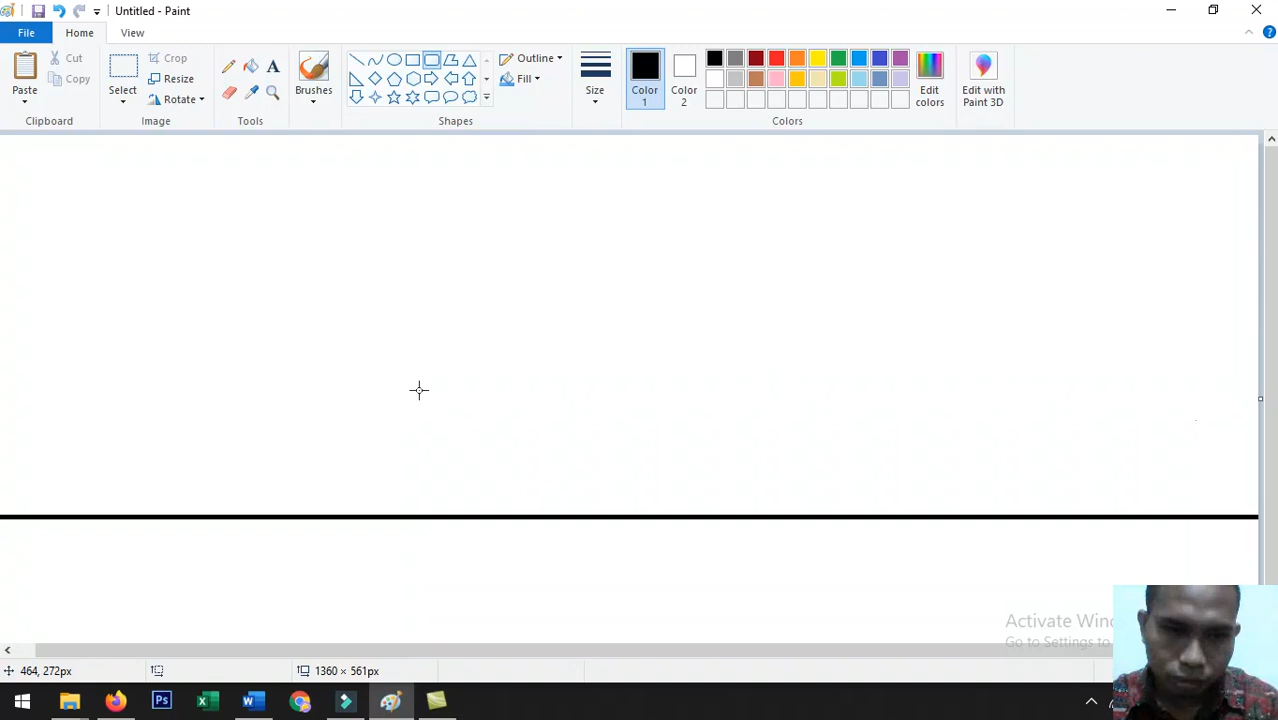 Untitled - Paint
File
Home
View
Paste
Cut
Copy
Clipboard
Select
Crop
Resize
Rotate
Image
A
Tools
Brushes
Outline
Fill
Shapes
Size
Color 1
Color 2
Edit colors
Colors
Edit with Paint 3D
Activate Win
Go to Settings to
464, 272px
1360 × 561px
Ps
X
W